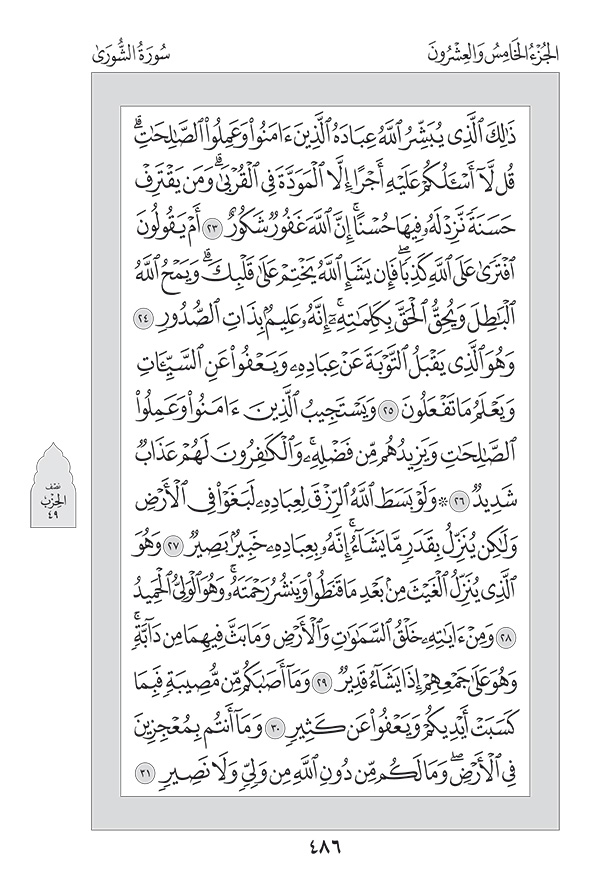 الجُزْءُ الخَامِسُ وَالعِشْرُونَ
سُورَةُ الشُّورَىٰ
ذَٰلِكَ ٱلَّذِى يُبَشِّرُ ٱللَّهُ عِبَادَهُ ٱلَّذِينَ ءَامَنُواْ وَعَمِلُواْ ٱلصَّٰلِحَٰتِۗ
قُل لَّآ أَسْـَٔلُكُمْ عَلَيْهِ أَجْرًا إِلَّا ٱلْمَوَدَّةَ فِى ٱلْقُرْبَىٰۗ وَمَن يَقْتَرِفْ
حَسَنَةً نَّزِدْ لَهُۥ فِيهَا حُسْنًاۚ إِنَّ ٱللَّهَ غَفُورٌ شَكُورٌ ٢٣ أَمْ يَقُولُونَ
ٱفْتَرَىٰ عَلَى ٱللَّهِ كَذِبًاۖ فَإِن يَشَإِ ٱللَّهُ يَخْتِمْ عَلَىٰ قَلْبِكَۗ وَيَمْحُ ٱللَّهُ
ٱلْبَٰطِلَ وَيُحِقُّ ٱلْحَقَّ بِكَلِمَٰتِهِۦٓۚ إِنَّهُۥ عَلِيمٌۢ بِذَاتِ ٱلصُّدُورِ ٢٤
وَهُوَ ٱلَّذِى يَقْبَلُ ٱلتَّوْبَةَ عَنْ عِبَادِهِۦ وَيَعْفُواْ عَنِ ٱلسَّيِّـَٔاتِ
وَيَعْلَمُ مَا تَفْعَلُونَ ٢٥ وَيَسْتَجِيبُ ٱلَّذِينَ ءَامَنُواْ وَعَمِلُواْ
ٱلصَّٰلِحَٰتِ وَيَزِيدُهُم مِّن فَضْلِهِۦۚ وَٱلْكَٰفِرُونَ لَهُمْ عَذَابٌ
شَدِيدٌ ٢٦ ۞ وَلَوْ بَسَطَ ٱللَّهُ ٱلرِّزْقَ لِعِبَادِهِۦ لَبَغَوْاْ فِى ٱلْأَرْضِ
وَلَٰكِن يُنَزِّلُ بِقَدَرٍ مَّا يَشَآءُۚ إِنَّهُۥ بِعِبَادِهِۦ خَبِيرٌۢ بَصِيرٌ ٢٧ وَهُوَ
ٱلَّذِى يُنَزِّلُ ٱلْغَيْثَ مِنۢ بَعْدِ مَا قَنَطُواْ وَيَنشُرُ رَحْمَتَهُۥۚ وَهُوَ ٱلْوَلِىُّ ٱلْحَمِيدُ
٢٨ وَمِنْ ءَايَٰتِهِۦ خَلْقُ ٱلسَّمَٰوَٰتِ وَٱلْأَرْضِ وَمَا بَثَّ فِيهِمَا مِن دَآبَّةٍۚ
وَهُوَ عَلَىٰ جَمْعِهِمْ إِذَا يَشَآءُ قَدِيرٌ ٢٩ وَمَآ أَصَٰبَكُم مِّن مُّصِيبَةٍ فَبِمَا
كَسَبَتْ أَيْدِيكُمْ وَيَعْفُواْ عَن كَثِيرٍ ٣٠ وَمَآ أَنتُم بِمُعْجِزِينَ
فِى ٱلْأَرْضِۖ وَمَا لَكُم مِّن دُونِ ٱللَّهِ مِن وَلِىٍّ وَلَا نَصِيرٍ ٣١
نِصْف
الحِزْب
٤٩
٤٨٦